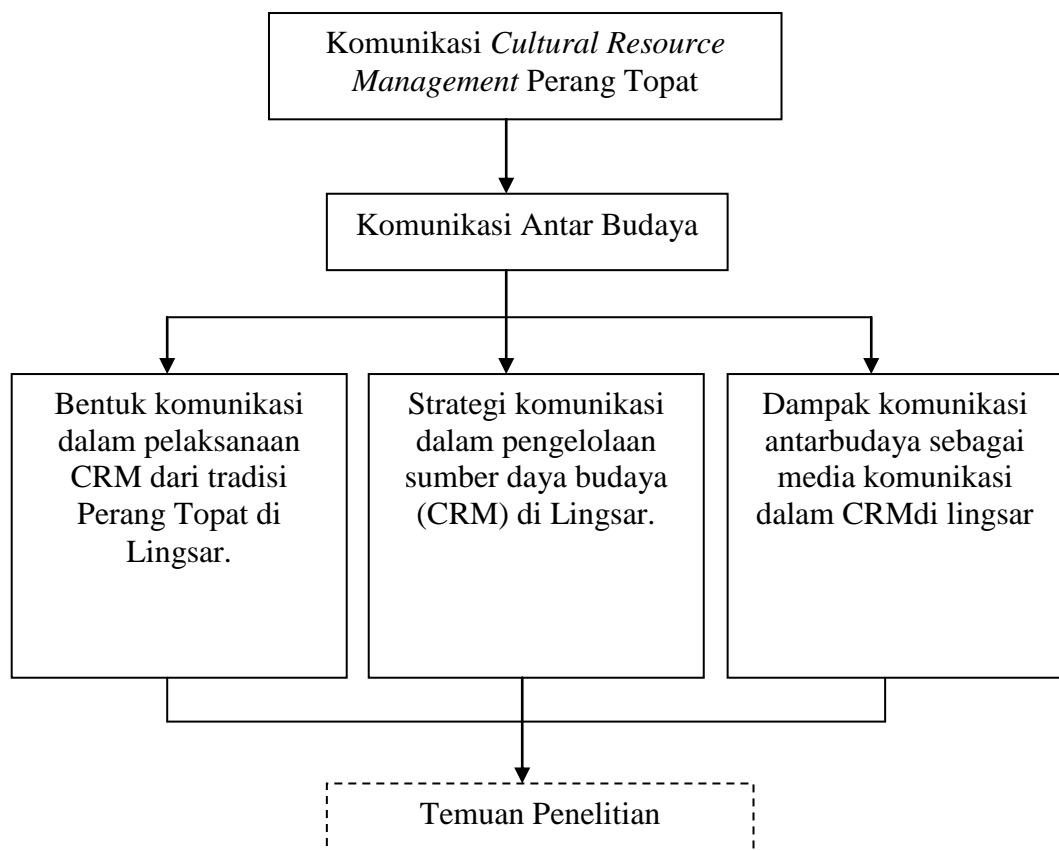 Komunikasi Cultural Resource
Management Perang Topat
Komunikasi Antar Budaya
Bentuk komunikasi
dalam pelaksanaan
CRM dari tradisi
Perang Topat di
Lingsar.
Strategi komunikasi
dalam pengelolaan
sumber daya budaya
(CRM) di Lingsar.
Dampak komunikasi
antarbudaya sebagai
media komunikasi
dalam CRMdi lingsar
Temuan Penelitian